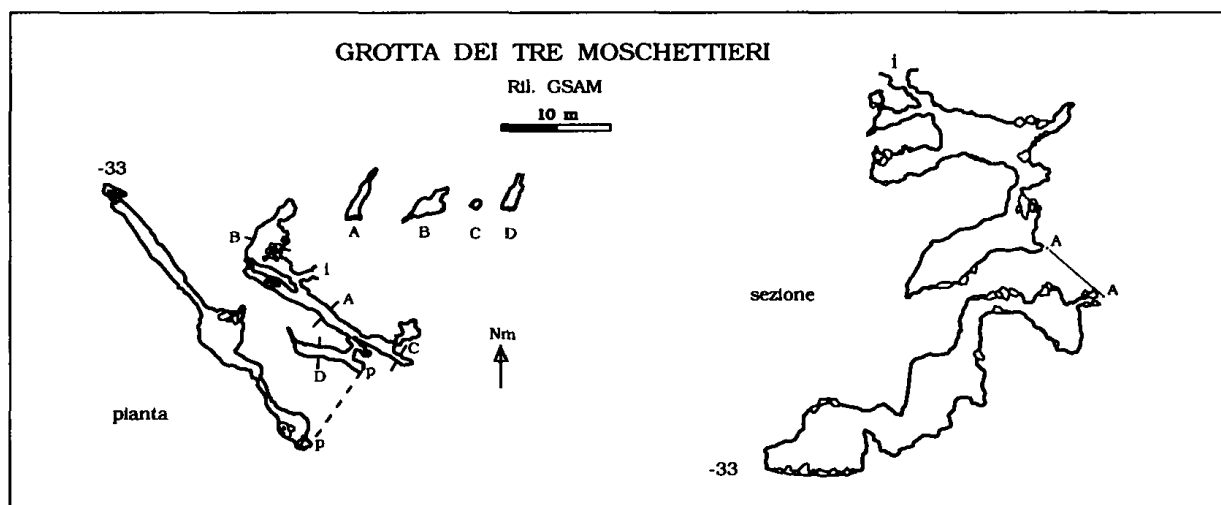 GROTTA DEI TRE MOSCHETTIERI
Ril. GSAM
10 m
-33
A
B
C
D
B
i
A
C
D
p
p
Nm
pianta
i
A
A
sezione
-33